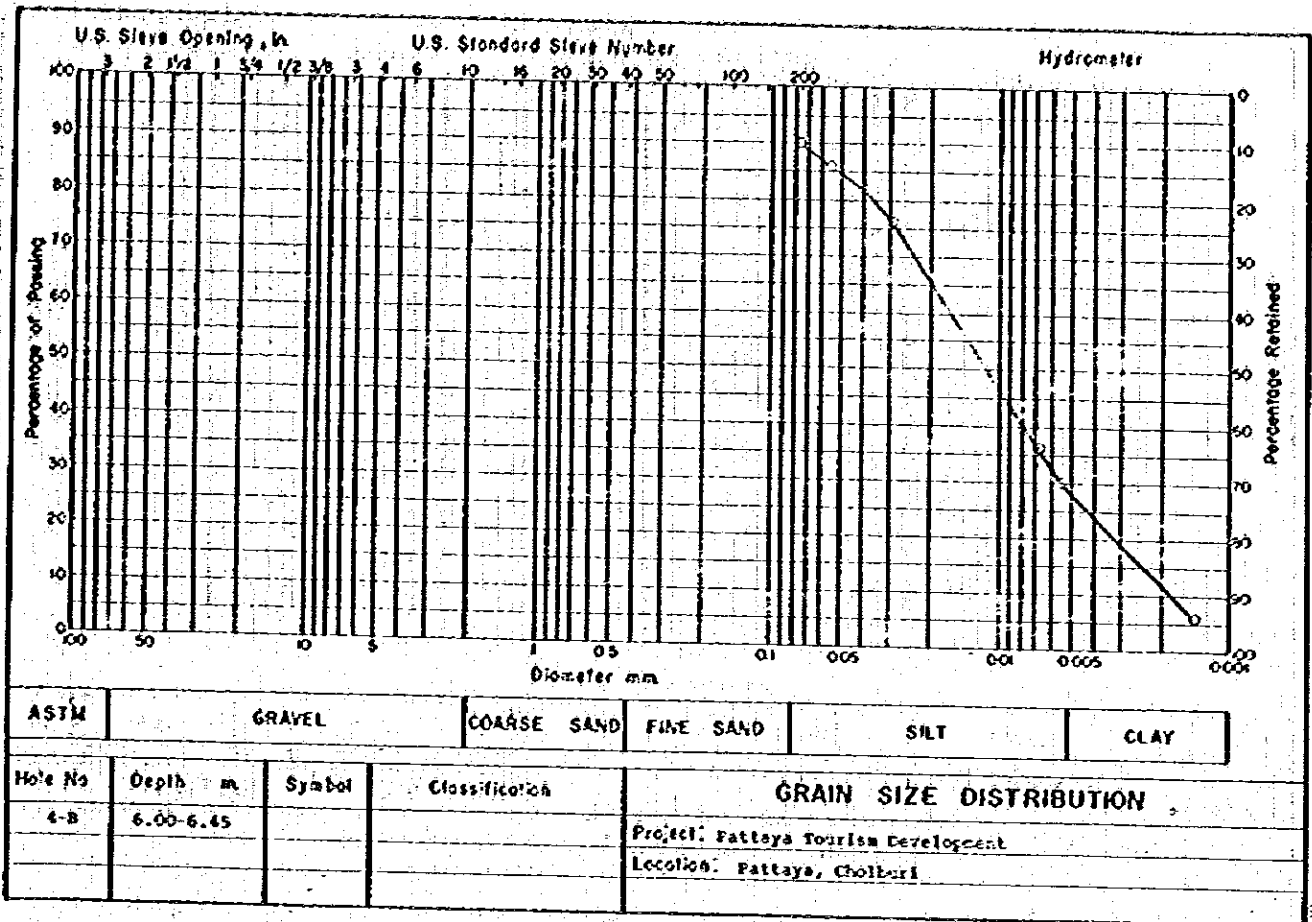 U.S. Sieve Opening, in. U.S. Standard Sieve Number Hydrometer
3 2 1 1/2 1 3/4 1/2 3/8 3 4 6 10 16 20 30 40 50 100 200
100 90 80 70 60 50 40 30 20 10 0
Percentage of Passing
0 10 20 30 40 50 60 70 80 90 100
Percentage Retained
100 50 10 5 1 0.5 0.1 0.05 0.01 0.005 0.001
Diameter mm
ASTM GRAVEL COARSE SAND FINE SAND SILT CLAY
Hole No Depth m Symbol Classification GRAIN SIZE DISTRIBUTION
4-B 6.00-6.45
Project: Pattaya Tourism Development
Location: Pattaya, Cholburi